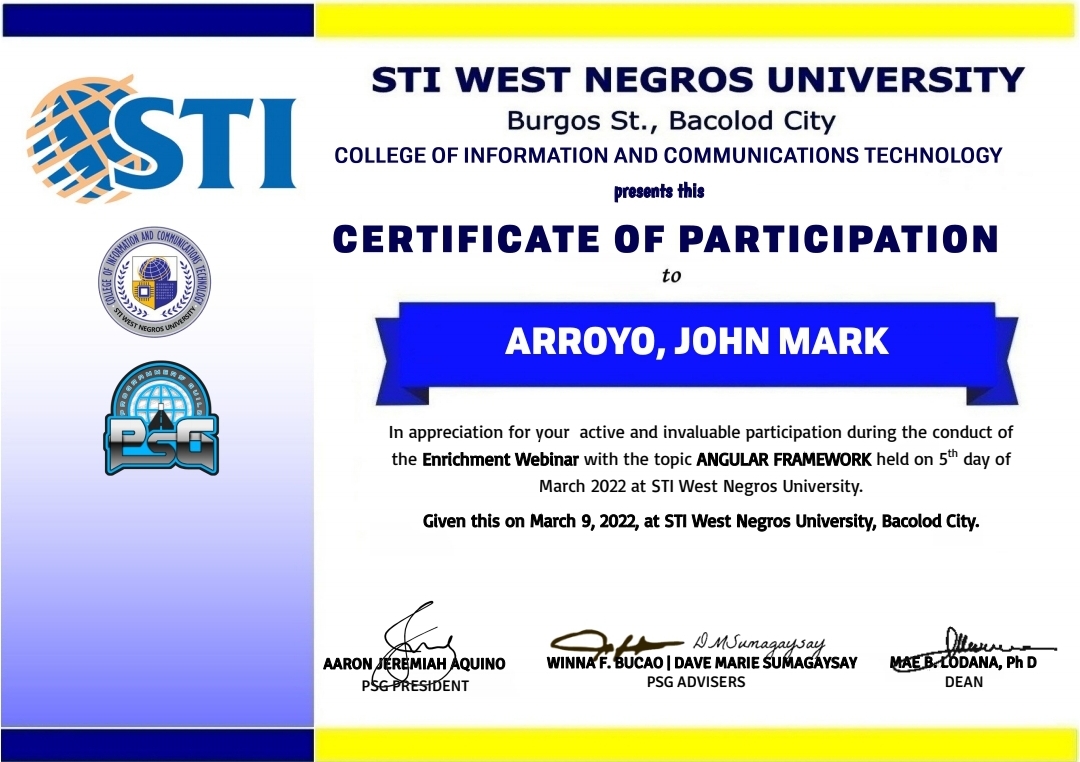 STI WEST NEGROS UNIVERSITY
Burgos St., Bacolod City
COLLEGE OF INFORMATION AND COMMUNICATIONS TECHNOLOGY
presents this
CERTIFICATE OF PARTICIPATION
to
ARROYO, JOHN MARK
In appreciation for your active and invaluable participation during the conduct of
the Enrichment Webinar with the topic ANGULAR FRAMEWORK held on 5th day of
March 2022 at STI West Negros University.
Given this on March 9, 2022, at STI West Negros University, Bacolod City.
STI
COLLEGE OF INFORMATION AND COMMUNICATIONS TECHNOLOGY
STI WEST NEGROS UNIVERSITY
PROGRAMMERS' GUILD
PSG
AARON JEREMIAH AQUINO
PSG PRESIDENT
DMSumagaysay
WINNA F. BUCAO | DAVE MARIE SUMAGAYSAY
PSG ADVISERS
MAE B. LODANA, Ph D
DEAN